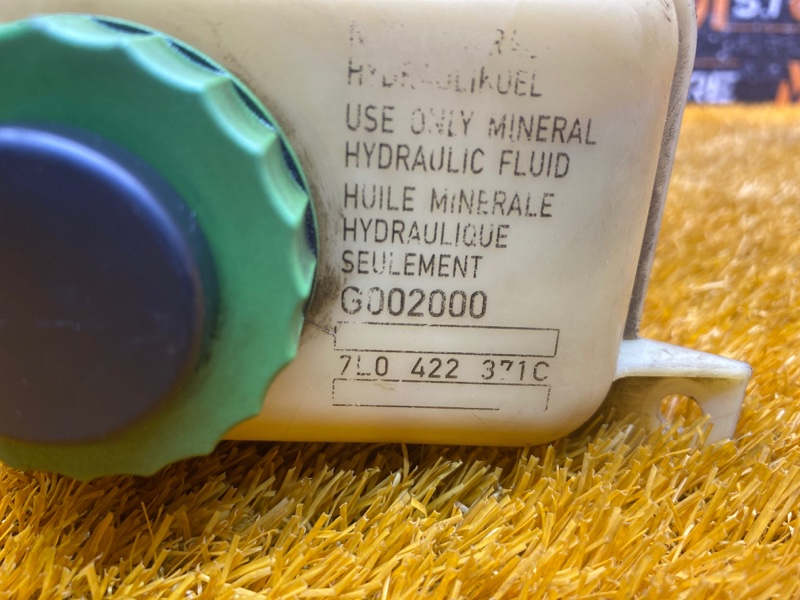 HYDRAULIKOEL
USE ONLY MINERAL
HYDRAULIC FLUID
HUILE MINERALE
HYDRAULIQUE
SEULEMENT
G002000
7L0 422 371C